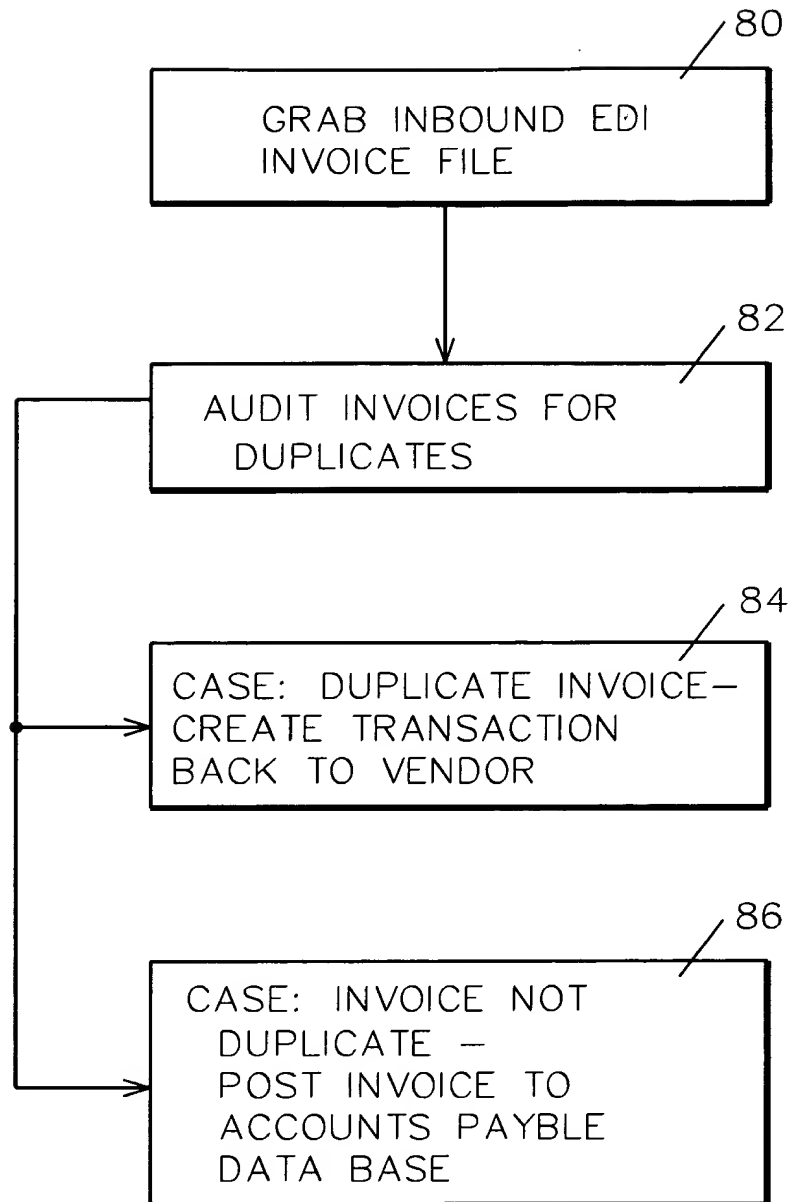 80
GRAB INBOUND EDI
INVOICE FILE
82
AUDIT INVOICES FOR
DUPLICATES
84
CASE: DUPLICATE INVOICE—
CREATE TRANSACTION
BACK TO VENDOR
86
CASE: INVOICE NOT
DUPLICATE —
POST INVOICE TO
ACCOUNTS PAYBLE
DATA BASE